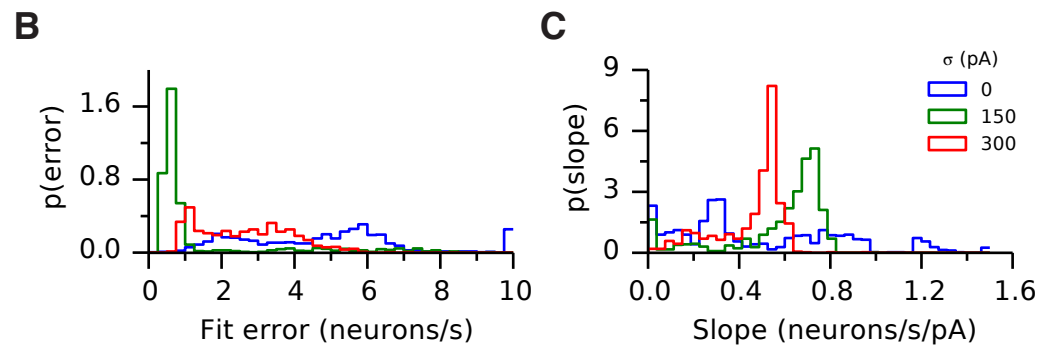 B
p(error)
1.6
0.8
0.0
0 2 4 6 8 10
Fit error (neurons/s)
C
p(slope)
9
6
3
0
0.0 0.4 0.8 1.2 1.6
Slope (neurons/s/pA)
σ (pA)
0
150
300